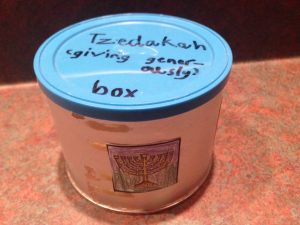 Tzedakah
(giving gener-
ously)
box